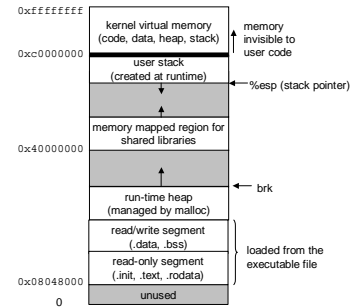 0xffffffff
kernel virtual memory
(code, data, heap, stack)
memory
invisible to
user code
0xc0000000
user stack
(created at runtime)
%esp (stack pointer)
memory mapped region for
shared libraries
0x40000000
brk
run-time heap
(managed by malloc)
read/write segment
(.data, .bss)
loaded from the
executable file
read-only segment
(.init, .text, .rodata)
0x08048000
unused
0